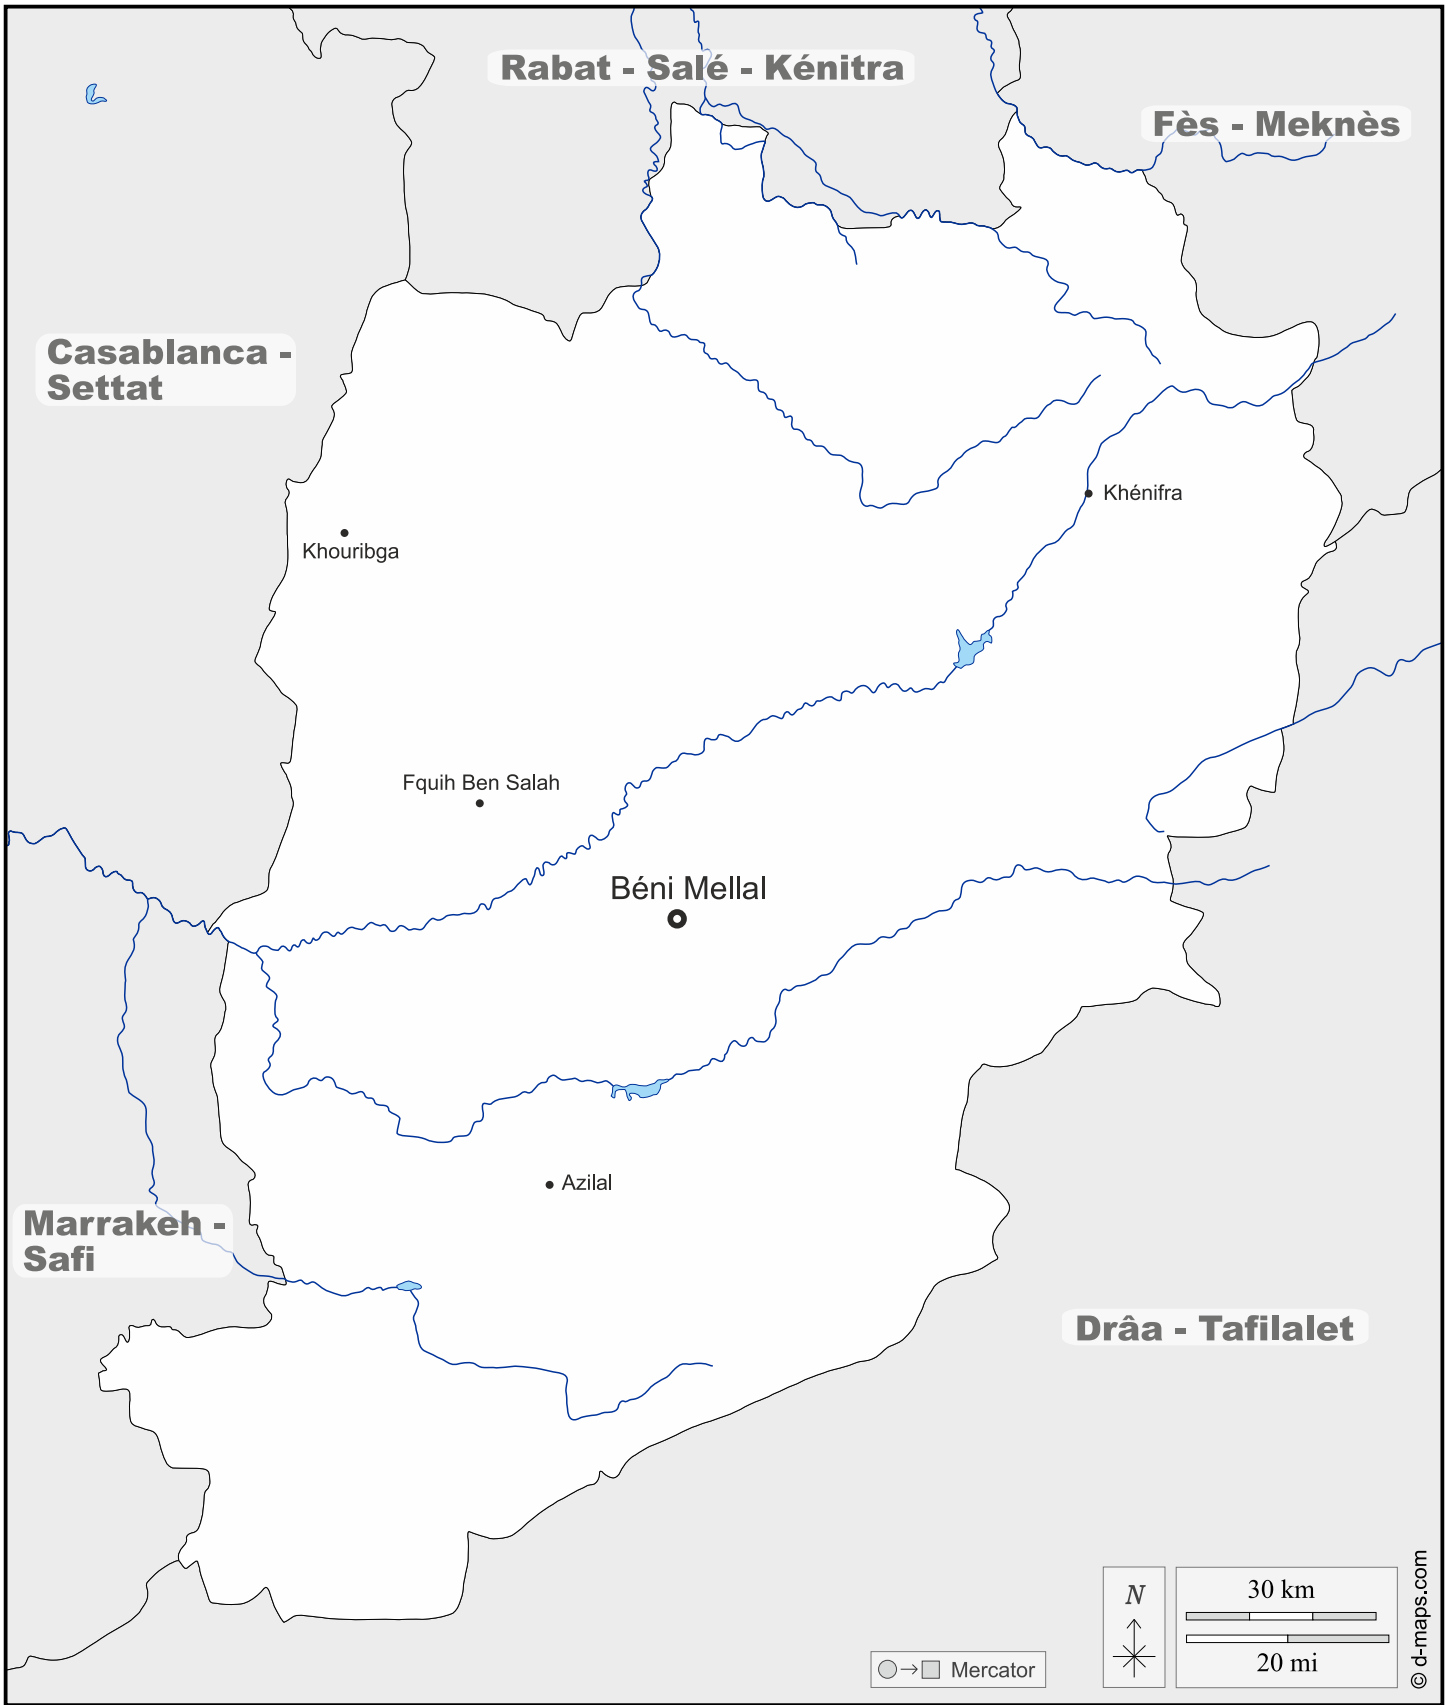 Rabat - Salé - Kénitra
Fès - Meknès
Casablanca -
Settat
Khénifra
Khouribga
Fquih Ben Salah
Béni Mellal
Azilal
Marrakeh -
Safi
Drâa - Tafilalet
N
30 km
20 mi
Mercator
© d-maps.com